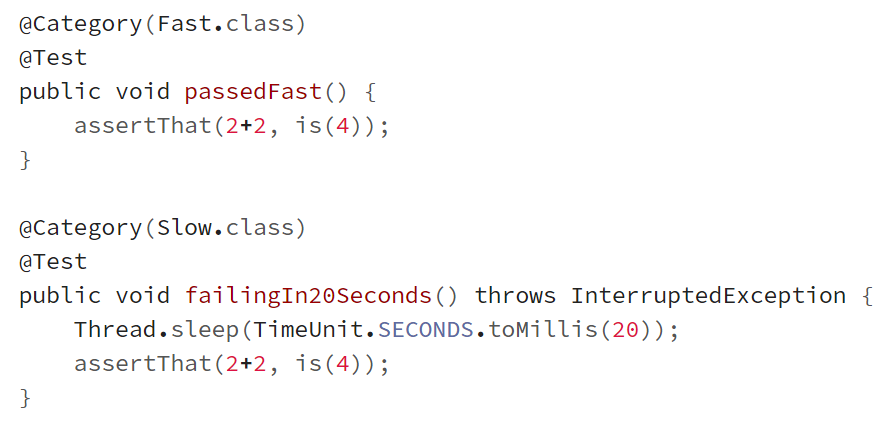 @Category(Fast.class)
@Test
public void passedFast() {
    assertThat(2+2, is(4));
}

@Category(Slow.class)
@Test
public void failingIn20Seconds() throws InterruptedException {
    Thread.sleep(TimeUnit.SECONDS.toMillis(20));
    assertThat(2+2, is(4));
}